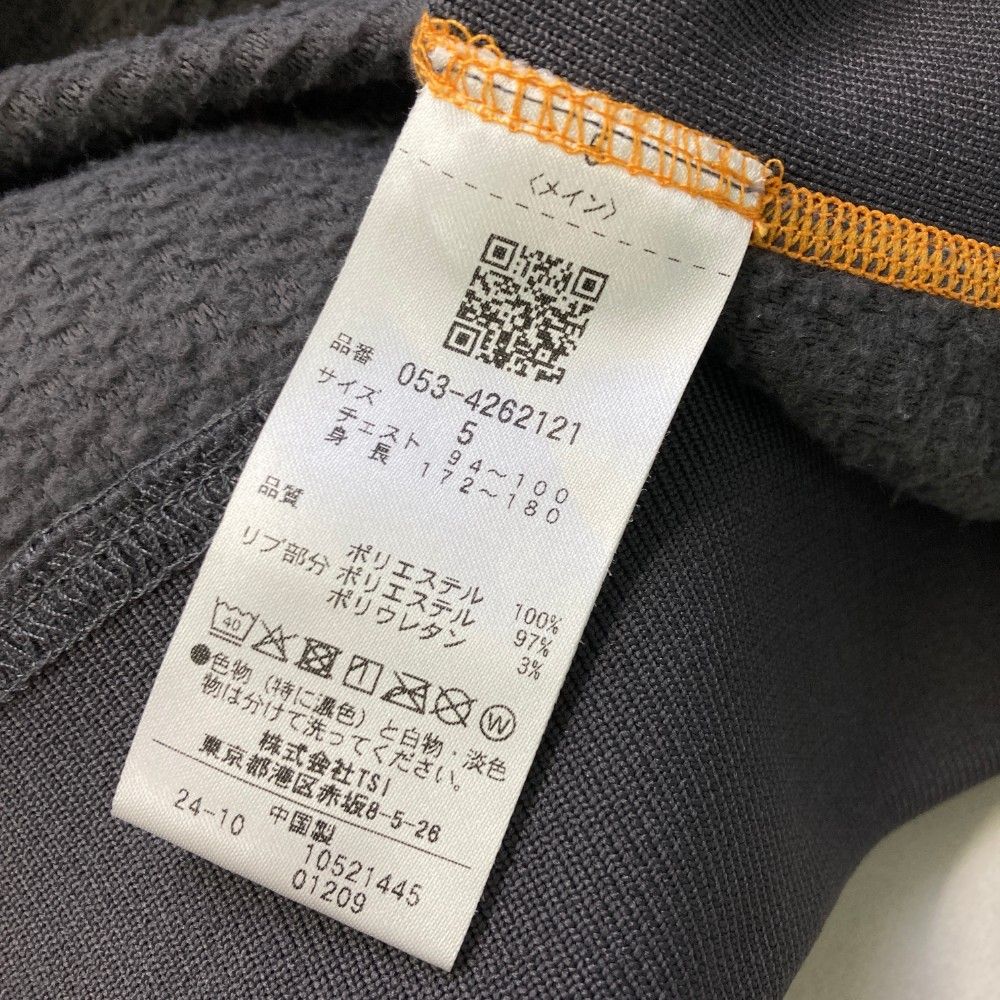 〈メイン〉
品番 053-4262121
サイズ 5
チェスト 94～100
身長 172～180
品質
ポリエステル 100%
リブ部分 ポリエステル 97%
ポリウレタン 3%
40
W
●色物（特に濃色）と白物・淡色
物は分けて洗ってください。
株式会社TSI
東京都港区赤坂8-5-26
24-10 中国製
10521445
01209